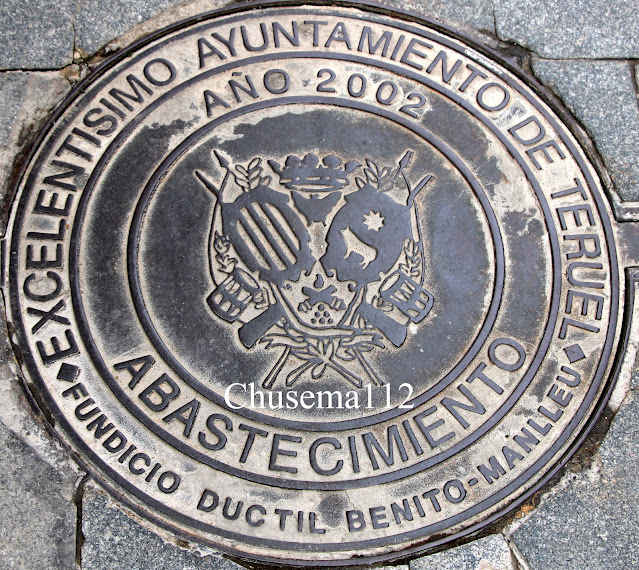 EXCELENTISIMO AYUNTAMIENTO DE TERUEL
AÑO 2002
Chusema112
ABASTECIMIENTO
FUNDICIO DUCTIL BENITO-MANLLEU